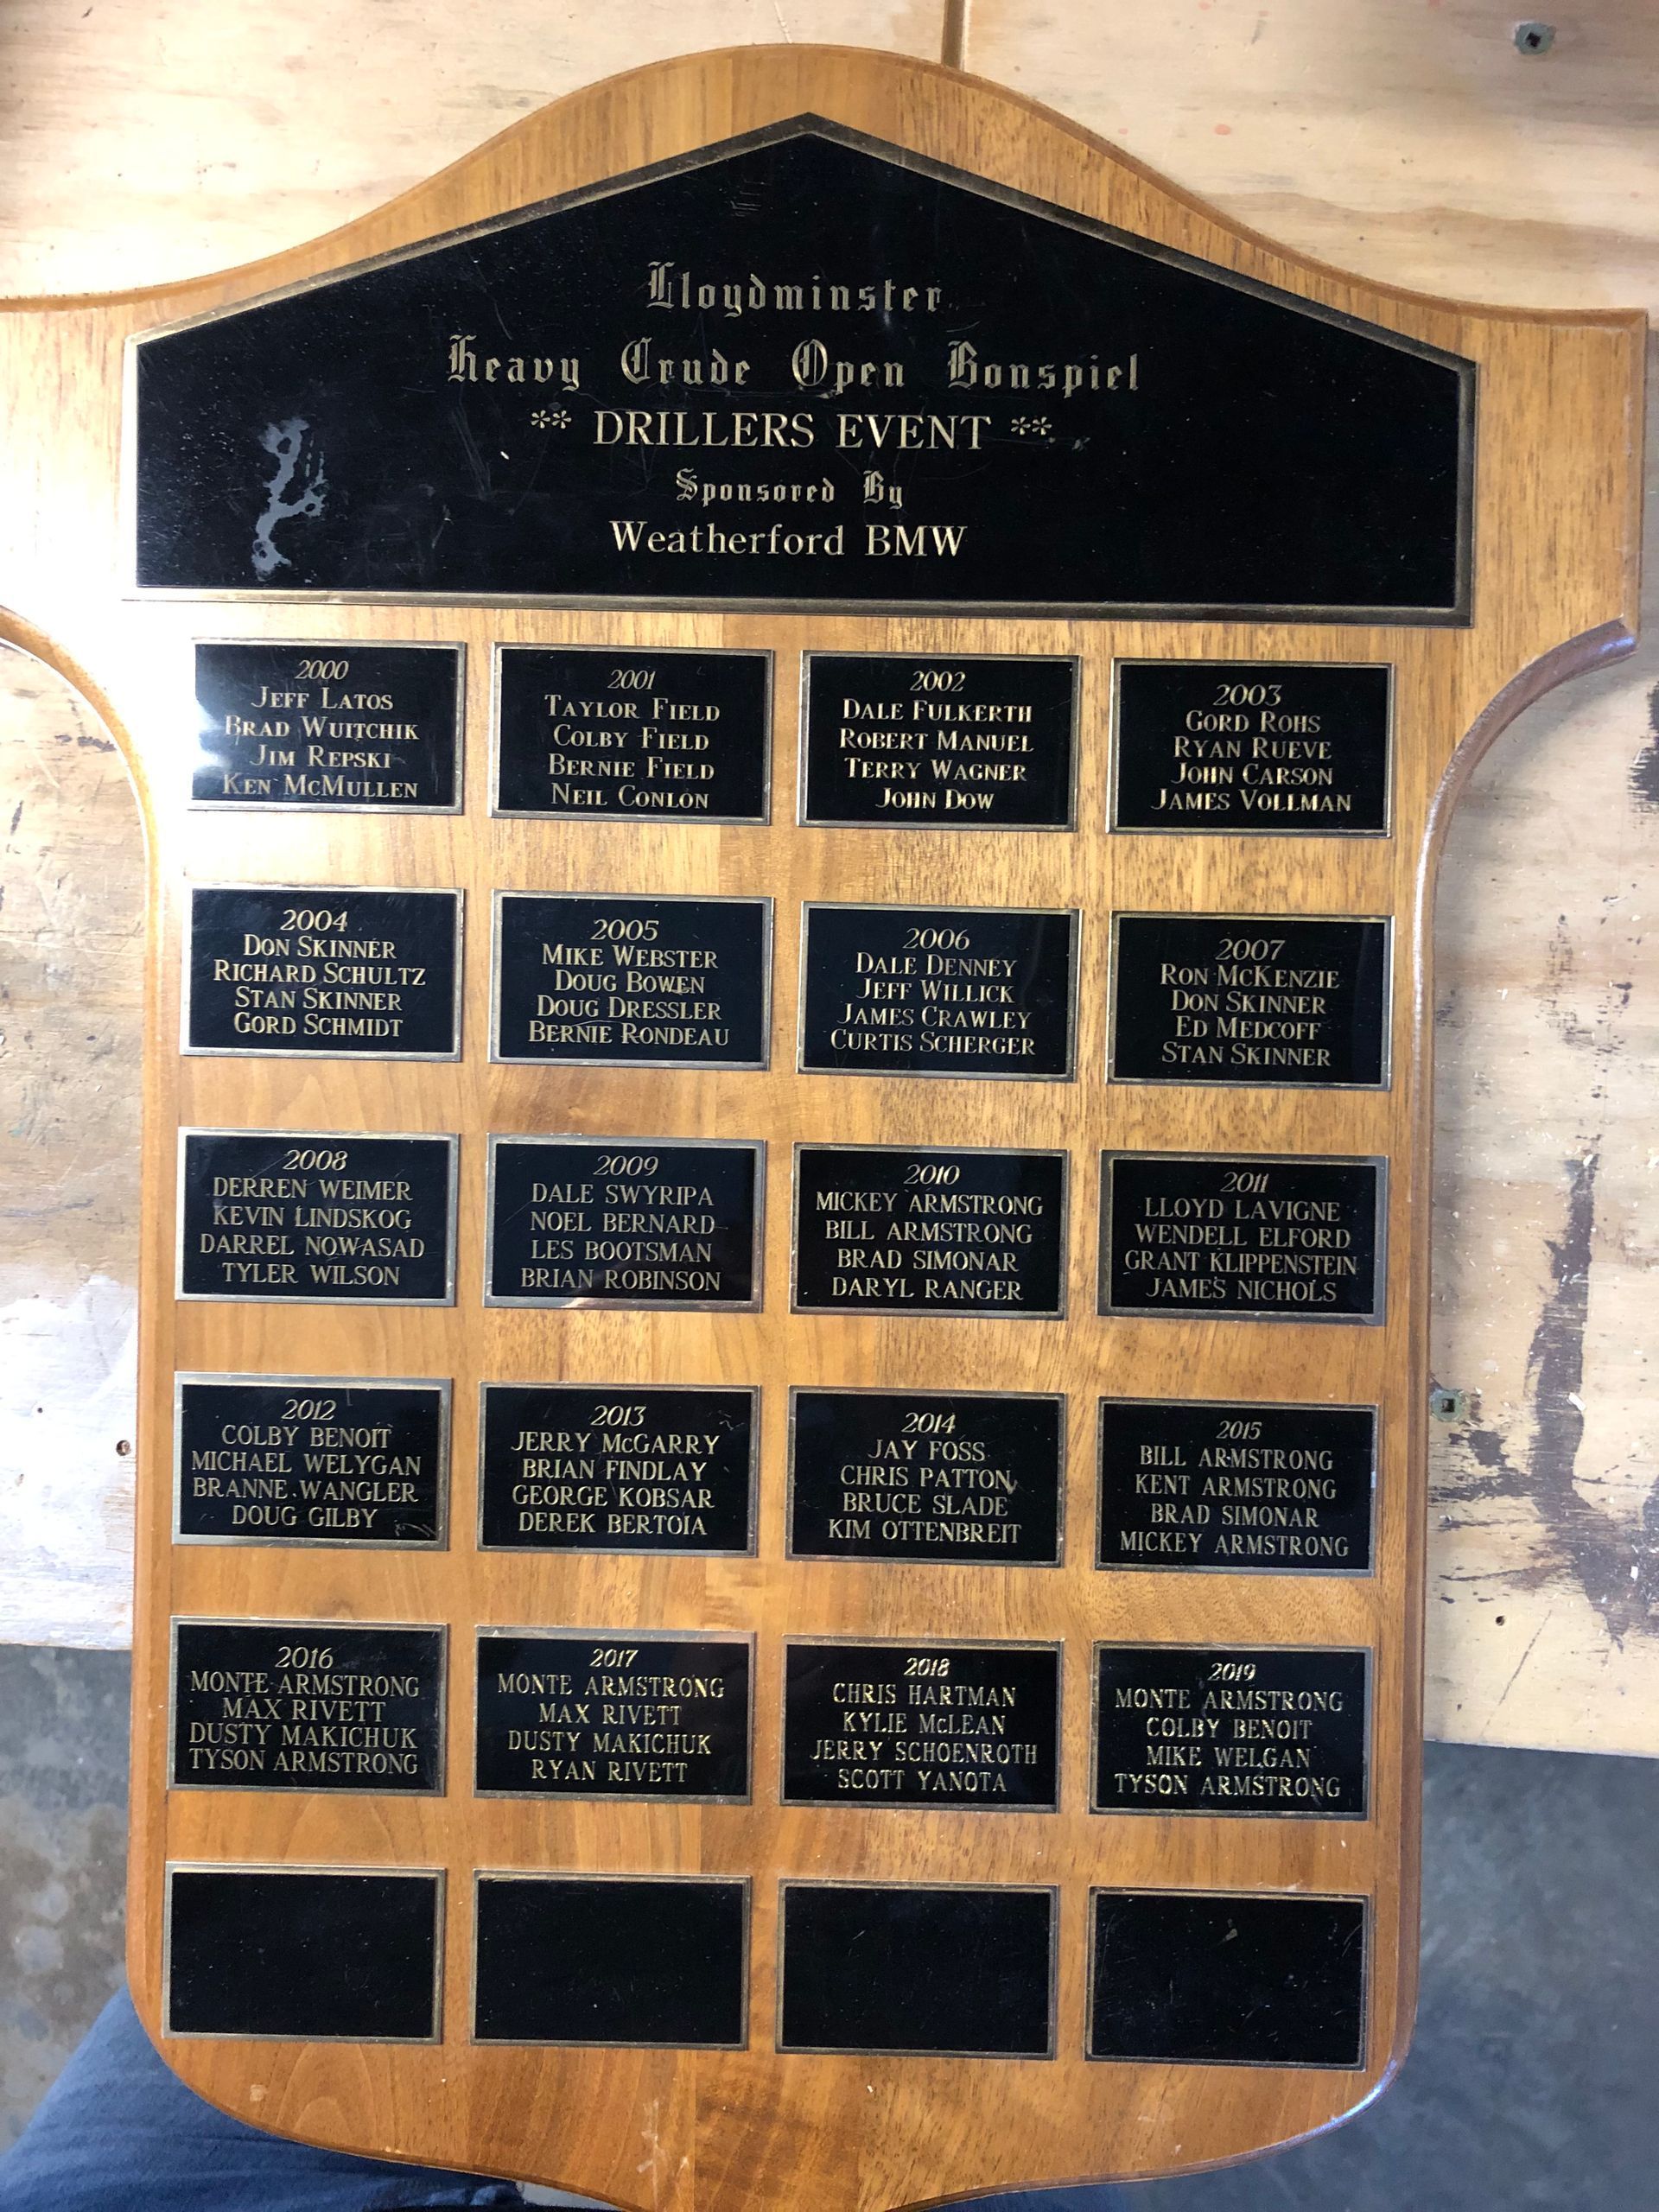 Lloydminster
Heavy Crude Open Bonspiel
** DRILLERS EVENT **
Sponsored By
Weatherford BMW
2000
JEFF LATOS
BRAD WUITCHIK
JIM REPSKI
KEN MCMULLEN
2001
TAYLOR FIELD
COLBY FIELD
BERNIE FIELD
NEIL CONLON
2002
DALE FULKERTH
ROBERT MANUEL
TERRY WAGNER
JOHN DOW
2003
GORD ROHS
RYAN RUEVE
JOHN CARSON
JAMES VOLLMAN
2004
DON SKINNER
RICHARD SCHULTZ
STAN SKINNER
GORD SCHMIDT
2005
MIKE WEBSTER
DOUG BOWEN
DOUG DRESSLER
BERNIE RONDEAU
2006
DALE DENNEY
JEFF WILLICK
JAMES CRAWLEY
CURTIS SCHERGER
2007
RON MCKENZIE
DON SKINNER
ED MEDCOFF
STAN SKINNER
2008
DERREN WEIMER
KEVIN LINDSKOG
DARREL NOWASAD
TYLER WILSON
2009
DALE SWYRIPA
NOEL BERNARD
LES BOOTSMAN
BRIAN ROBINSON
2010
MICKEY ARMSTRONG
BILL ARMSTRONG
BRAD SIMONAR
DARYL RANGER
2011
LLOYD LAVIGNE
WENDELL ELFORD
GRANT KLIPPENSTEIN
JAMES NICHOLS
2012
COLBY BENOIT
MICHAEL WELYGAN
BRANNE WANGLER
DOUG GILBY
2013
JERRY McGARRY
BRIAN FINDLAY
GEORGE KOBSAR
DEREK BERTOIA
2014
JAY FOSS
CHRIS PATTON
BRUCE SLADE
KIM OTTENBREIT
2015
BILL ARMSTRONG
KENT ARMSTRONG
BRAD SIMONAR
MICKEY ARMSTRONG
2016
MONTE ARMSTRONG
MAX RIVETT
DUSTY MAKICHUK
TYSON ARMSTRONG
2017
MONTE ARMSTRONG
MAX RIVETT
DUSTY MAKICHUK
RYAN RIVETT
2018
CHRIS HARTMAN
KYLIE McLEAN
JERRY SCHOENROTH
SCOTT YANOTA
2019
MONTE ARMSTRONG
COLBY BENOIT
MIKE WELGAN
TYSON ARMSTRONG